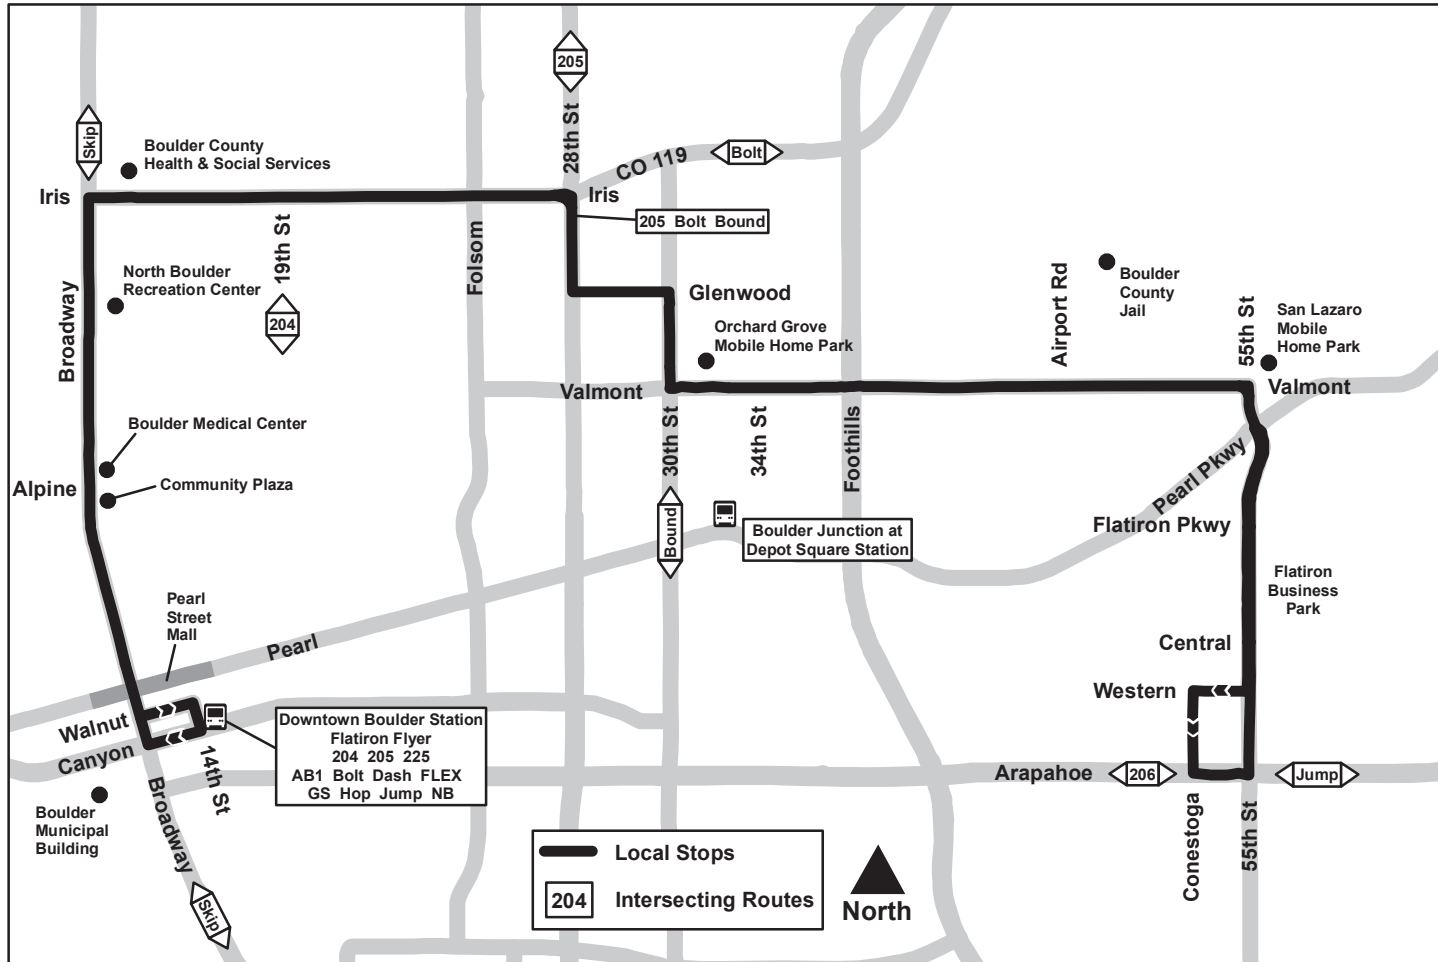 205
28th St
Skip
Boulder County
Health & Social Services
CO 119
Bolt
Iris
Iris
205 Bolt Bound
19th St
Folsom
North Boulder
Recreation Center
204
Broadway
Glenwood
Orchard Grove
Mobile Home Park
Airport Rd
Boulder
County
Jail
55th St
San Lazaro
Mobile
Home Park
Valmont
Valmont
Boulder Medical Center
30th St
34th St
Foothills
Alpine
Community Plaza
Pearl Pkwy
Flatiron Pkwy
Bound
Boulder Junction at
Depot Square Station
Flatiron
Business
Park
Pearl
Street
Mall
Pearl
Central
Western
Walnut
Canyon
14th St
Downtown Boulder Station
Flatiron Flyer
204 205 225
AB1 Bolt Dash FLEX
GS Hop Jump NB
Arapahoe
206
Jump
Boulder
Municipal
Building
Broadway
Conestoga
55th St
Skip
Local Stops
204
Intersecting Routes
North